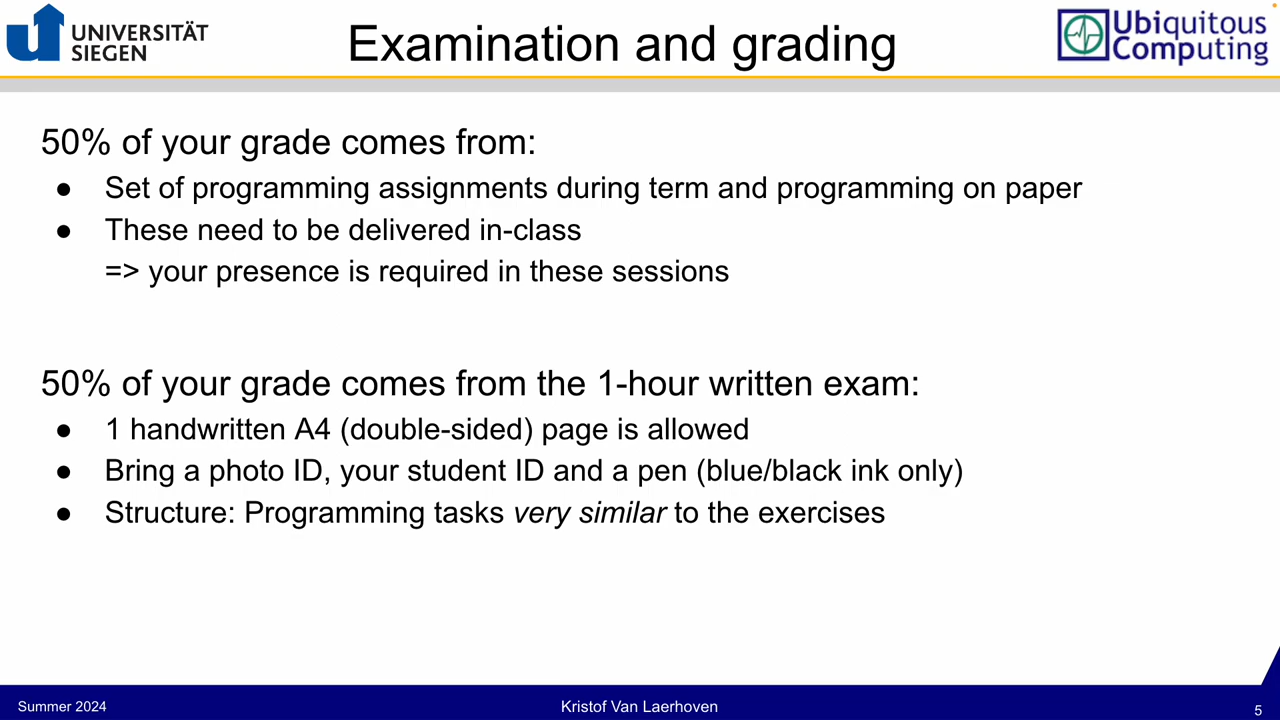 UNIVERSITÄT
SIEGEN
Examination and grading
Ubiquitous
Computing
50% of your grade comes from:
● Set of programming assignments during term and programming on paper
● These need to be delivered in-class
=> your presence is required in these sessions
50% of your grade comes from the 1-hour written exam:
● 1 handwritten A4 (double-sided) page is allowed
● Bring a photo ID, your student ID and a pen (blue/black ink only)
● Structure: Programming tasks very similar to the exercises
Summer 2024
Kristof Van Laerhoven
5